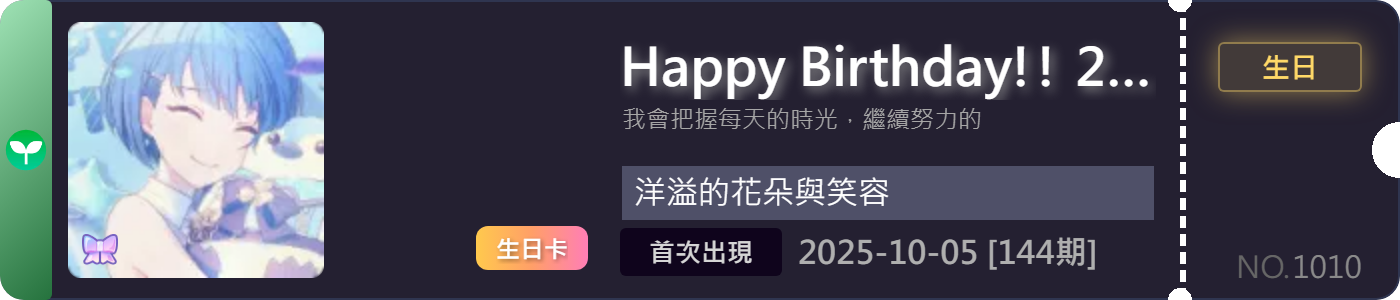 Happy Birthday!! 2...
我會把握每天的時光，繼續努力的
洋溢的花朵與笑容
生日卡
首次出現
2025-10-05 [144期]
生日
NO.1010